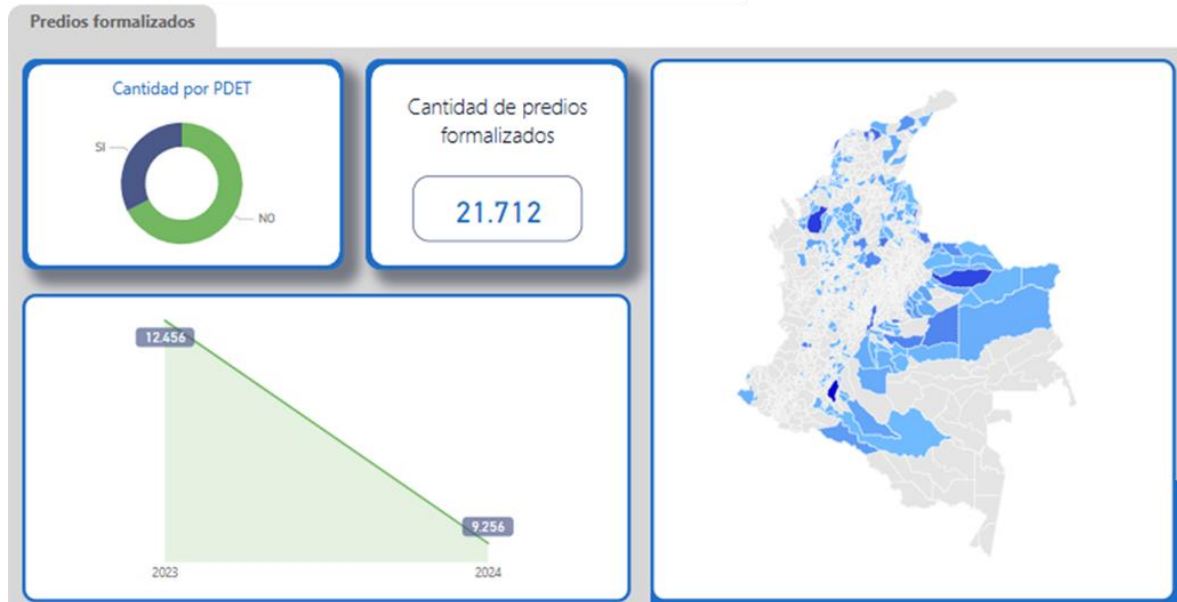 Predios formalizados
Cantidad por PDET
SI
NO
Cantidad de predios
formalizados
21.712
12.456
9.256
2023
2024